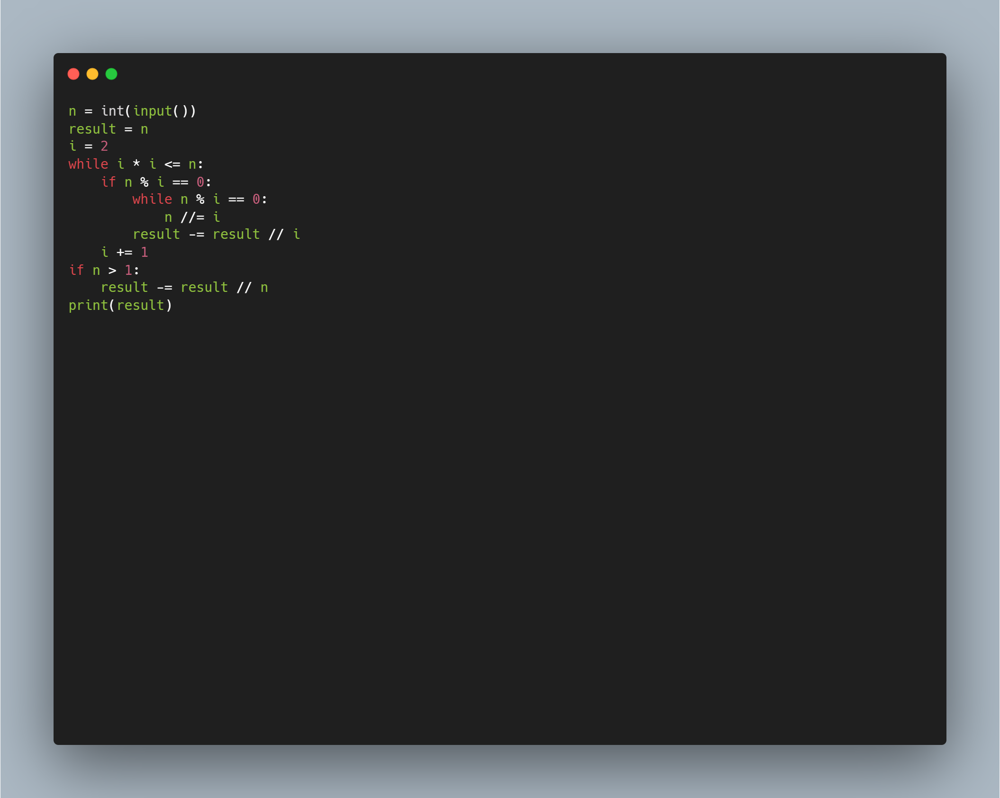 n = int(input())
result = n
i = 2
while i * i <= n:
    if n % i == 0:
        while n % i == 0:
            n //= i
        result -= result // i
    i += 1
if n > 1:
    result -= result // n
print(result)